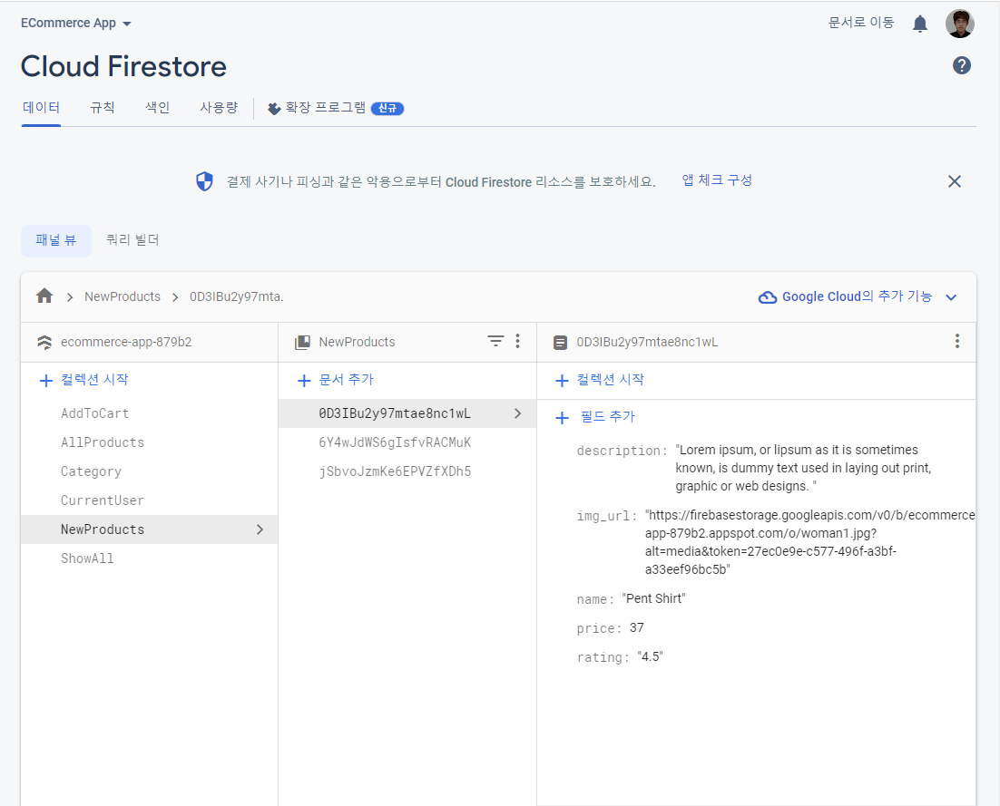 ECommerce App
문서로 이동
Cloud Firestore
데이터
규칙
색인
사용량
확장 프로그램
신규
결제 사기나 피싱과 같은 악용으로부터 Cloud Firestore 리소스를 보호하세요.
앱 체크 구성
패널 뷰
쿼리 빌더
NewProducts
0D3IBu2y97mta.
Google Cloud의 추가 기능
ecommerce-app-879b2
컬렉션 시작
AddToCart
AllProducts
Category
CurrentUser
NewProducts
ShowAll
NewProducts
문서 추가
0D3IBu2y97mtae8nc1wL
6Y4wJdWS6gIsfvRACMuK
jSbvoJzmKe6EPVZfXDh5
0D3IBu2y97mtae8nc1wL
컬렉션 시작
필드 추가
description: "Lorem ipsum, or lipsum as it is sometimes
known, is dummy text used in laying out print,
graphic or web designs. "
img_url: "https://firebasestorage.googleapis.com/v0/b/ecommerce
app-879b2.appspot.com/o/woman1.jpg?
alt=media&token=27ec0e9e-c577-496f-a3bf-
a33eef96bc5b"
name: "Pent Shirt"
price: 37
rating: "4.5"